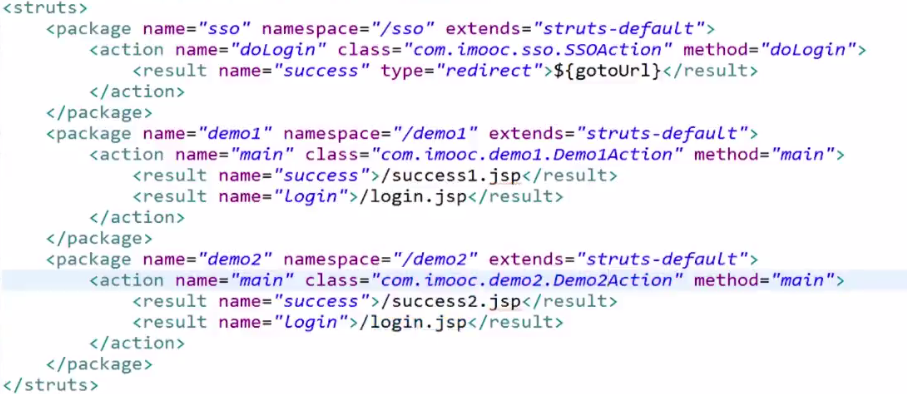 <struts>
<package name="sso" namespace="/sso" extends="struts-default">
<action name="doLogin" class="com.imooc.sso.SSOAction" method="doLogin">
<result name="success" type="redirect">${gotoUrl}</result>
</action>
</package>
<package name="demo1" namespace="/demo1" extends="struts-default">
<action name="main" class="com.imooc.demo1.Demo1Action" method="main">
<result name="success">/success1.jsp</result>
<result name="login">/login.jsp</result>
</action>
</package>
<package name="demo2" namespace="/demo2" extends="struts-default">
<action name="main" class="com.imooc.demo2.Demo2Action" method="main">
<result name="success">/success2.jsp</result>
<result name="login">/login.jsp</result>
</action>
</package>
</struts>